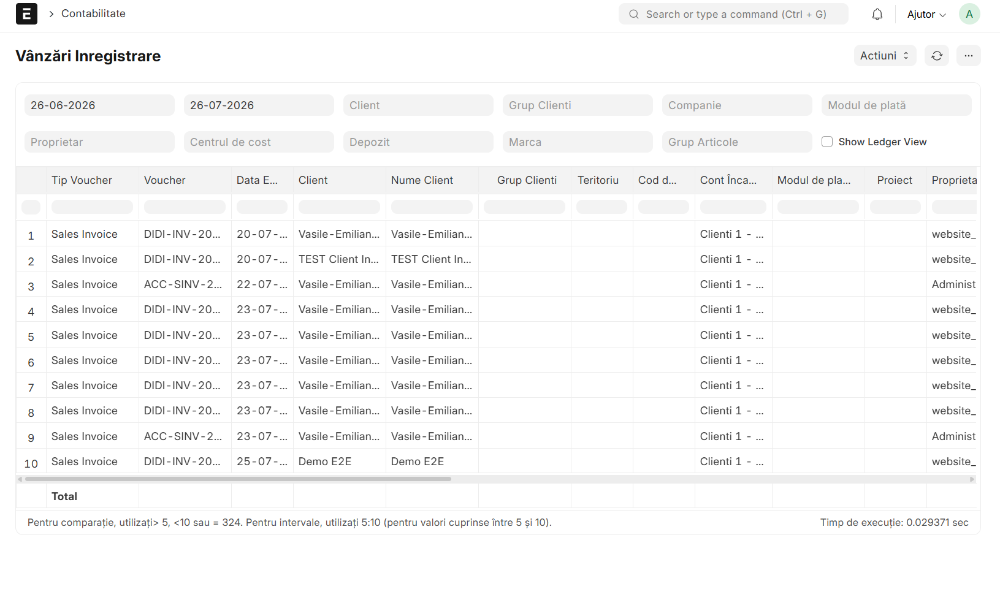 E > Contabilitate Search or type a command (Ctrl + G) Ajutor A
Vânzări Inregistrare Actiuni ...
26-06-2026 26-07-2026 Client Grup Clienti Companie Modul de plată
Proprietar Centrul de cost Depozit Marca Grup Articole Show Ledger View
Tip Voucher Voucher Data E... Client Nume Client Grup Clienti Teritoriu Cod d... Cont Înca... Modul de pla... Proiect Proprieta
1 Sales Invoice DIDI-INV-20... 20-07-... Vasile-Emilian... Vasile-Emilian... Clienti 1 - ... website_
2 Sales Invoice DIDI-INV-20... 20-07-... TEST Client In... TEST Client In... Clienti 1 - ... website_
3 Sales Invoice ACC-SINV-2... 22-07-... Vasile-Emilian... Vasile-Emilian... Clienti 1 - ... Administ
4 Sales Invoice DIDI-INV-20... 23-07-... Vasile-Emilian... Vasile-Emilian... Clienti 1 - ... website_
5 Sales Invoice DIDI-INV-20... 23-07-... Vasile-Emilian... Vasile-Emilian... Clienti 1 - ... website_
6 Sales Invoice DIDI-INV-20... 23-07-... Vasile-Emilian... Vasile-Emilian... Clienti 1 - ... website_
7 Sales Invoice DIDI-INV-20... 23-07-... Vasile-Emilian... Vasile-Emilian... Clienti 1 - ... website_
8 Sales Invoice DIDI-INV-20... 23-07-... Vasile-Emilian... Vasile-Emilian... Clienti 1 - ... website_
9 Sales Invoice ACC-SINV-2... 23-07-... Vasile-Emilian... Vasile-Emilian... Clienti 1 - ... Administ
10 Sales Invoice DIDI-INV-20... 25-07-... Demo E2E Demo E2E Clienti 1 - ... website_
Total
Pentru comparație, utilizați> 5, <10 sau = 324. Pentru intervale, utilizați 5:10 (pentru valori cuprinse între 5 și 10). Timp de execuție: 0.029371 sec